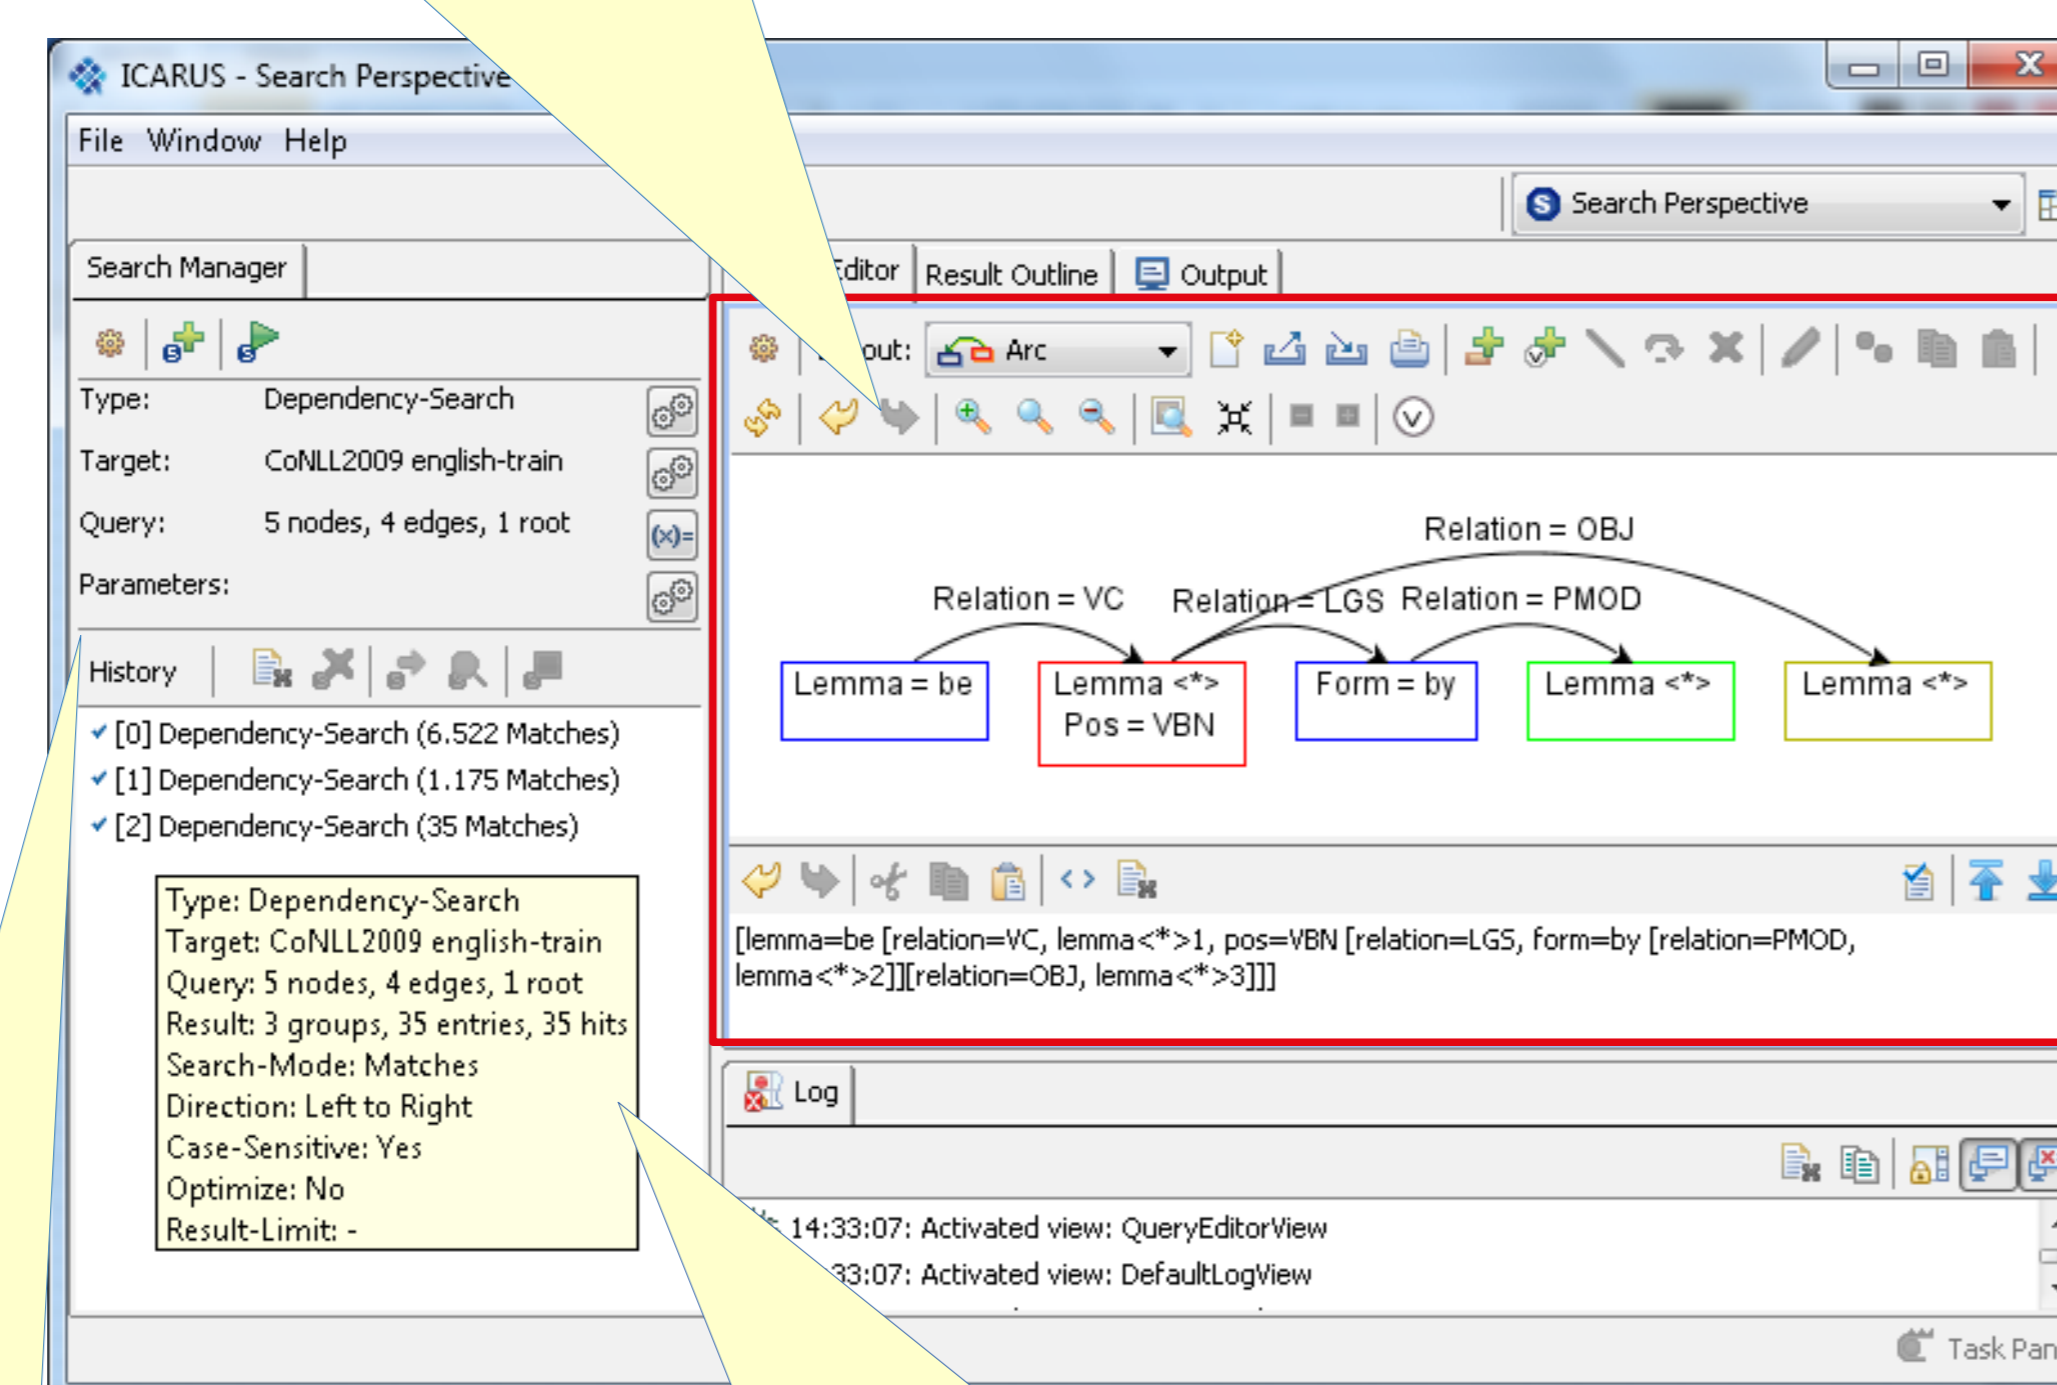 ICARUS - Search Perspective
File Window Help
Search Perspective
Search Manager
Editor
Result Outline
Output
Arc
Type: Dependency-Search
Target: CoNLL2009 english-train
Query: 5 nodes, 4 edges, 1 root
Parameters:
History
[0] Dependency-Search (6.522 Matches)
[1] Dependency-Search (1.175 Matches)
[2] Dependency-Search (35 Matches)
Type: Dependency-Search
Target: CoNLL2009 english-train
Query: 5 nodes, 4 edges, 1 root
Result: 3 groups, 35 entries, 35 hits
Search-Mode: Matches
Direction: Left to Right
Case-Sensitive: Yes
Optimize: No
Result-Limit: -
Relation = OBJ
Relation = VC
Relation = LGS
Relation = PMOD
Lemma = be
Lemma <*>
Pos = VBN
Form = by
Lemma <*>
Lemma <*>
[lemma=be [relation=VC, lemma<*>1, pos=VBN [relation=LGS, form=by [relation=PMOD,
lemma<*>2]][relation=OBJ, lemma<*>3]]]
Log
14:33:07: Activated view: QueryEditorView
33:07: Activated view: DefaultLogView
Task Pan